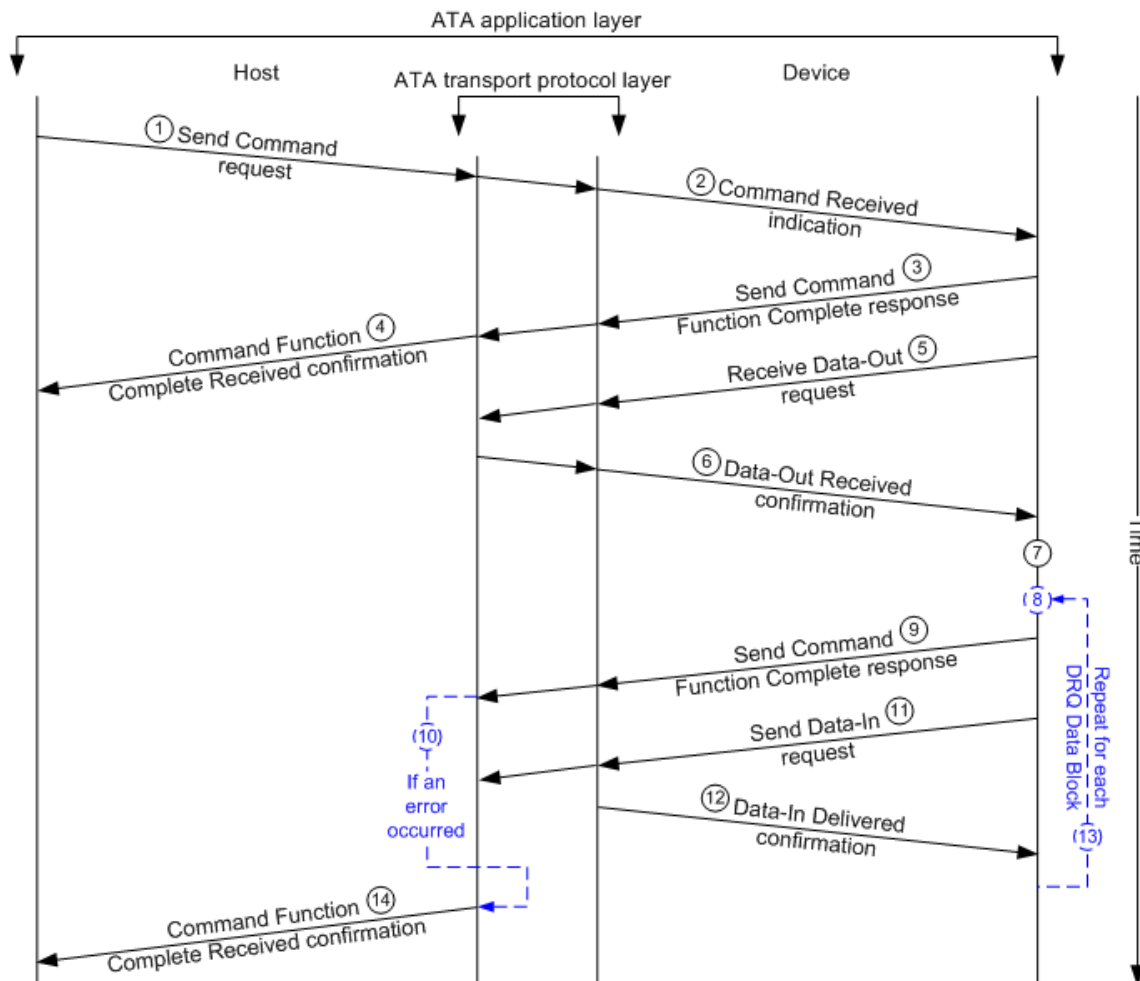 ATA application layer
Host
Device
ATA transport protocol layer
1 Send Command
request
2 Command Received
indication
Send Command 3
Function Complete response
Command Function 4
Complete Received confirmation
Receive Data-Out 5
request
6 Data-Out Received
confirmation
Time
7
(8)
Send Command 9
Function Complete response
Repeat for each
DRQ Data Block
(10)
If an
error
occurred
Send Data-In 11
request
12 Data-In Delivered
confirmation
(13)
Command Function 14
Complete Received confirmation